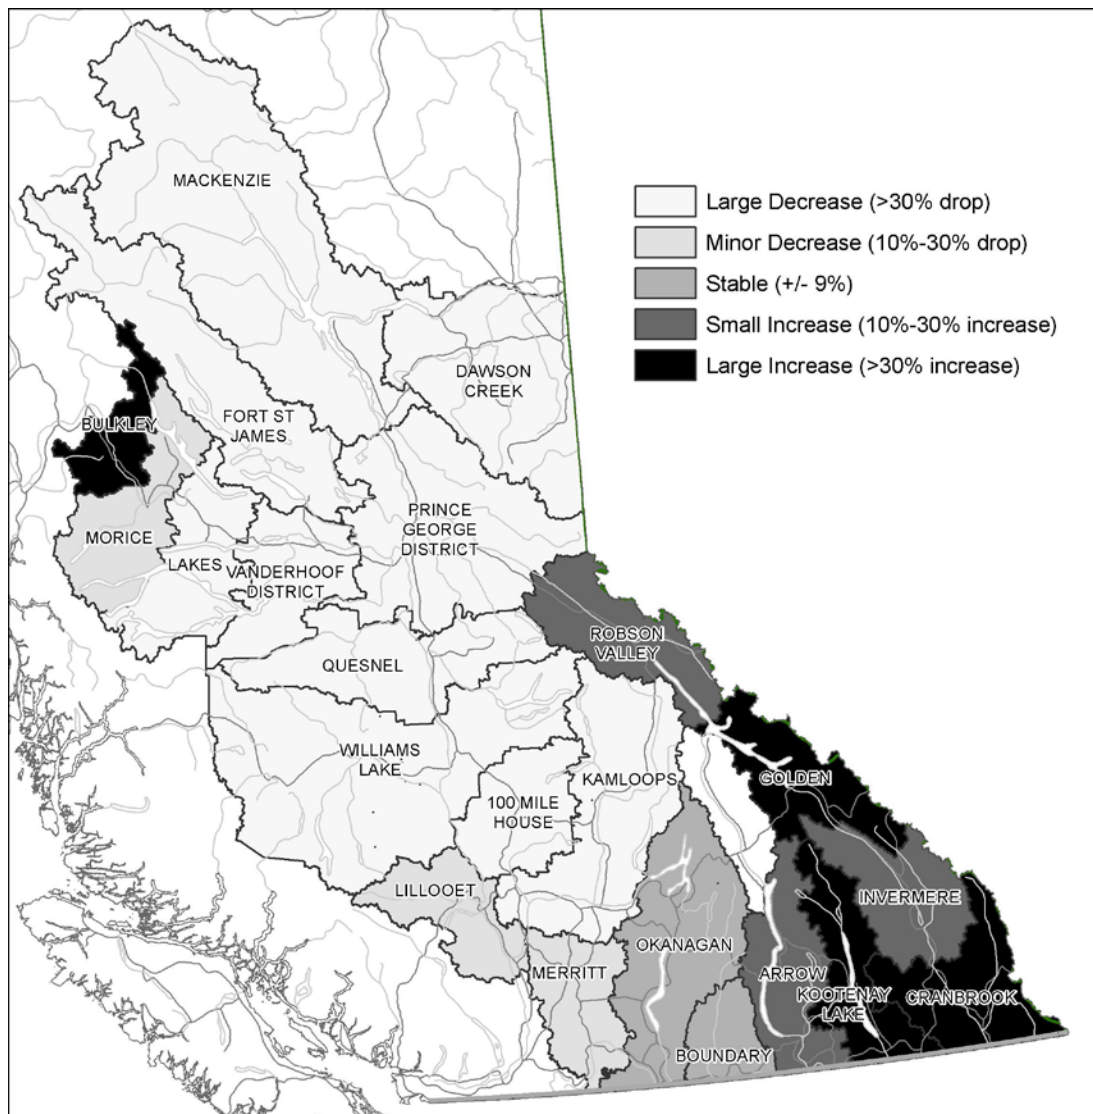 MACKENZIE
Large Decrease (>30% drop)
Minor Decrease (10%-30% drop)
Stable (+/- 9%)
Small Increase (10%-30% increase)
Large Increase (>30% increase)
DAWSON
CREEK
BULKLEY
FORT ST
JAMES
PRINCE
GEORGE
DISTRICT
MORICE
LAKES
VANDERHOOF
DISTRICT
ROBSON
VALLEY
QUESNEL
WILLIAMS
LAKE
KAMLOOPS
GOLDEN
100 MILE
HOUSE
LILLOOET
INVERMERE
OKANAGAN
MERRITT
ARROW
KOOTENAY
LAKE
CRANBROOK
BOUNDARY